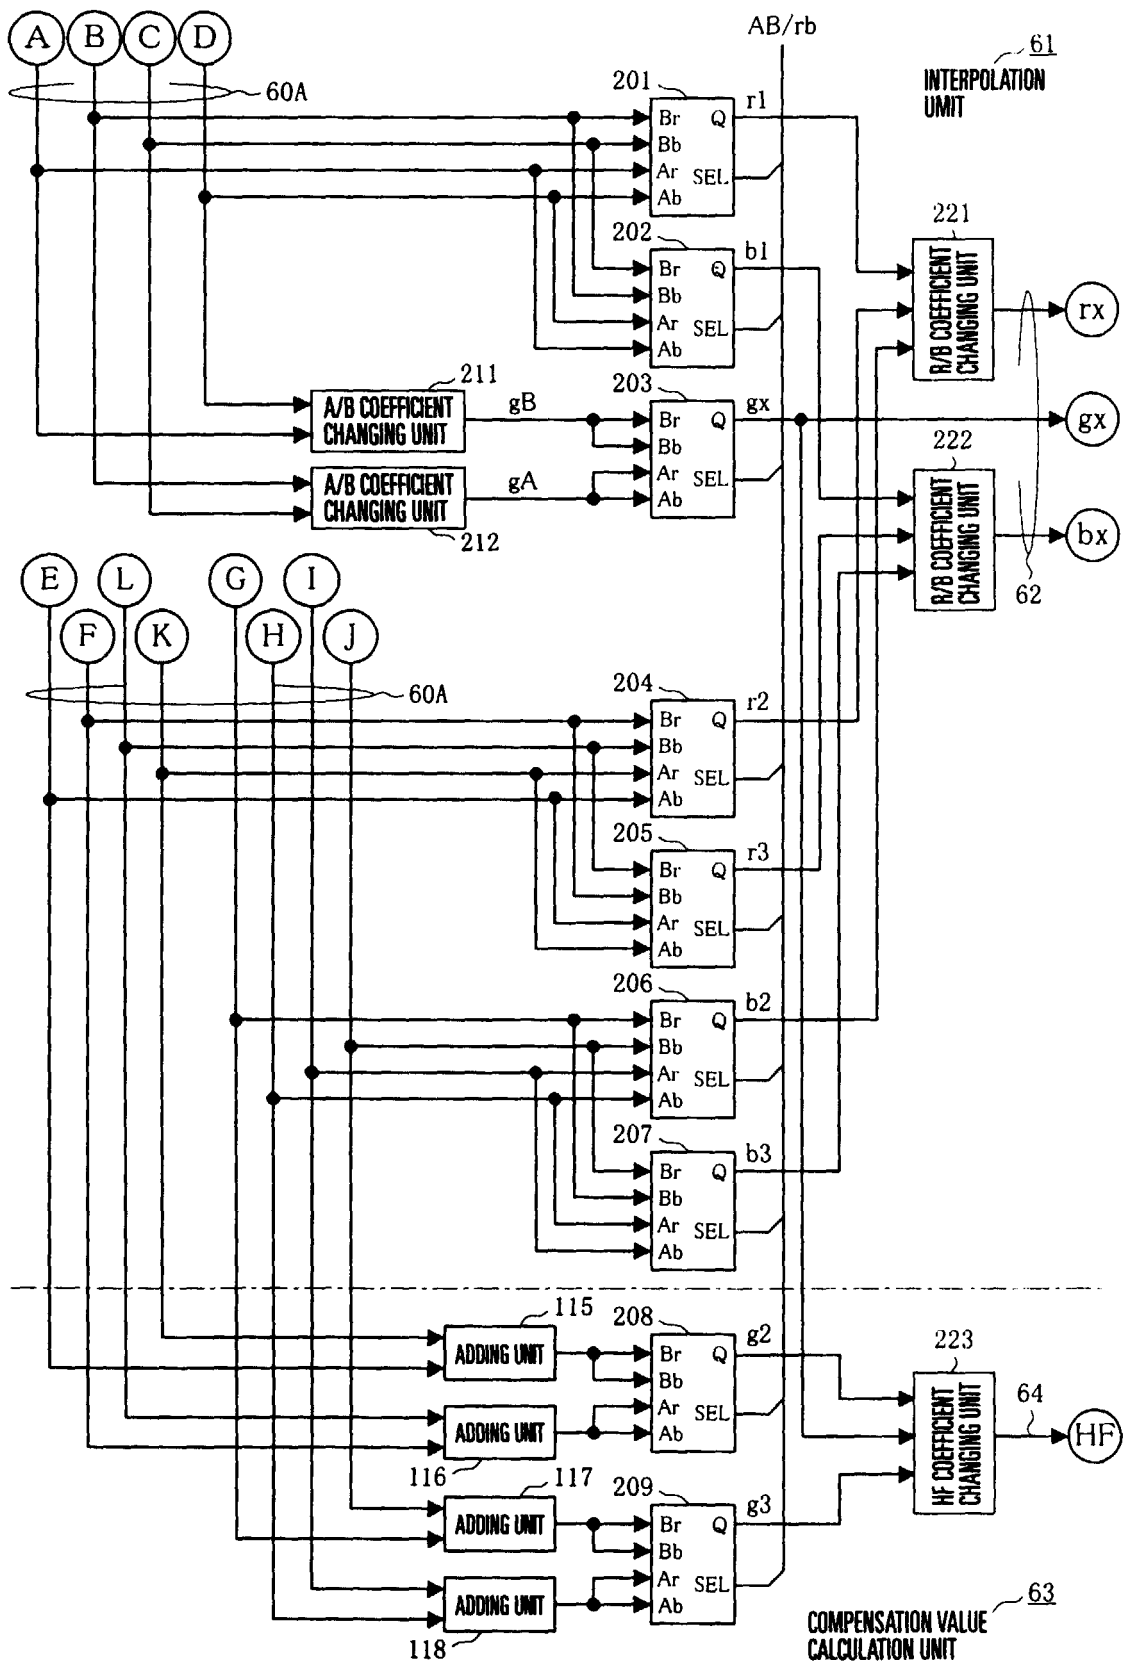 A B C D
60A
AB/rb
61
INTERPOLATION
UMIT
201
Br Q r1
Bb
Ar SEL
Ab
202
Br Q b1
Bb
Ar SEL
Ab
221
R/B COEFFICIENT
CHANGING UNIT
rx
211
A/B COEFFICIENT
CHANGING UNIT
gB
203
Br Q gx
Bb
Ar SEL
Ab
gx
A/B COEFFICIENT
CHANGING UNIT
gA
212
222
R/B COEFFICIENT
CHANGING UNIT
bx
62
E L G I
F K H J
60A
204
Br Q r2
Bb
Ar SEL
Ab
205
Br Q r3
Bb
Ar SEL
Ab
206
Br Q b2
Bb
Ar SEL
Ab
207
Br Q b3
Bb
Ar SEL
Ab
115
ADDING UNIT
208
Br Q g2
Bb
Ar SEL
Ab
ADDING UNIT
116
223
HF COEFFICIENT
CHANGING UNIT
64
HF
117
ADDING UNIT
209
Br Q g3
Bb
Ar SEL
Ab
ADDING UNIT
118
63
COMPENSATION VALUE
CALCULATION UNIT